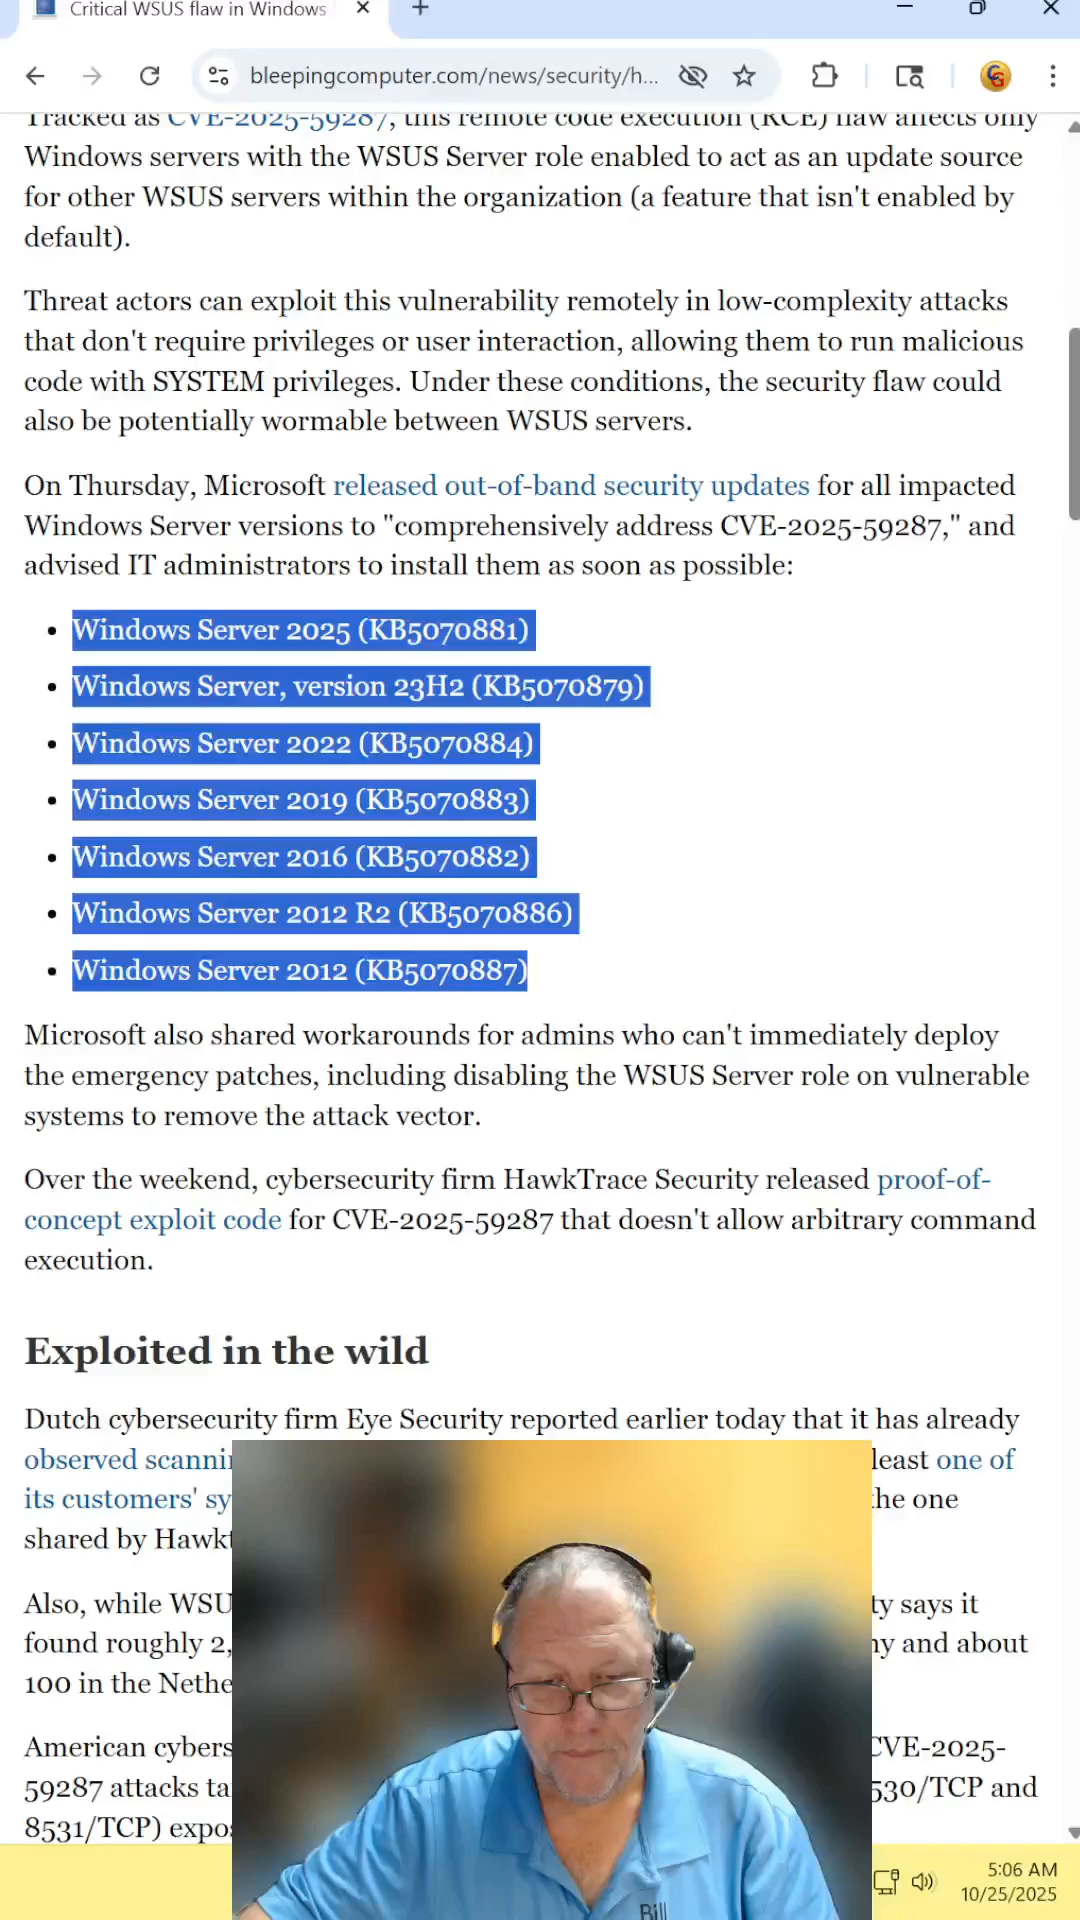 Critical WSUS flaw in Windows
bleepingcomputer.com/news/security/h...
Tracked as CVE-2025-59287, this remote code execution (RCE) flaw affects only
Windows servers with the WSUS Server role enabled to act as an update source
for other WSUS servers within the organization (a feature that isn't enabled by
default).
Threat actors can exploit this vulnerability remotely in low-complexity attacks
that don't require privileges or user interaction, allowing them to run malicious
code with SYSTEM privileges. Under these conditions, the security flaw could
also be potentially wormable between WSUS servers.
On Thursday, Microsoft released out-of-band security updates for all impacted
Windows Server versions to "comprehensively address CVE-2025-59287," and
advised IT administrators to install them as soon as possible:
Windows Server 2025 (KB5070881)
Windows Server, version 23H2 (KB5070879)
Windows Server 2022 (KB5070884)
Windows Server 2019 (KB5070883)
Windows Server 2016 (KB5070882)
Windows Server 2012 R2 (KB5070886)
Windows Server 2012 (KB5070887)
Microsoft also shared workarounds for admins who can't immediately deploy
the emergency patches, including disabling the WSUS Server role on vulnerable
systems to remove the attack vector.
Over the weekend, cybersecurity firm HawkTrace Security released proof-of-
concept exploit code for CVE-2025-59287 that doesn't allow arbitrary command
execution.
Exploited in the wild
Dutch cybersecurity firm Eye Security reported earlier today that it has already
observed scanni least one of
its customers' sy he one
shared by Hawkt
Also, while WSU ty says it
found roughly 2, ny and about
100 in the Nethe
American cybers CVE-2025-
59287 attacks ta 530/TCP and
8531/TCP) expo
Bill
5:06 AM
10/25/2025